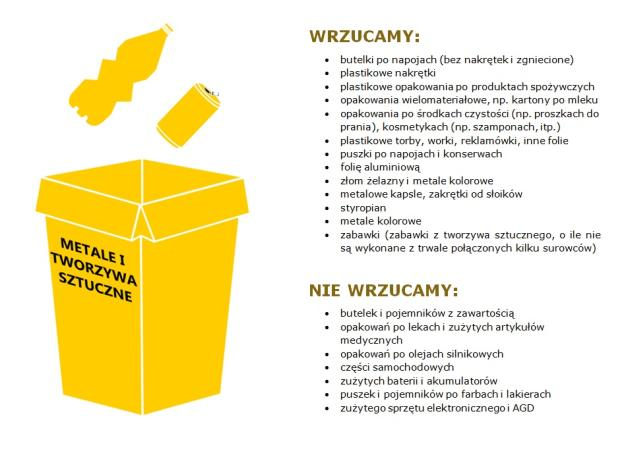 METALE I
TWORZYWA
SZTUCZNE
WRZUCAMY:
• butelki po napojach (bez nakrętek i zgniecione)
• plastikowe nakrętki
• plastikowe opakowania po produktach spożywczych
• opakowania wielomateriałowe, np. kartony po mleku
• opakowania po środkach czystości (np. proszkach do
prania), kosmetykach (np. szamponach, itp.)
• plastikowe torby, worki, reklamówki, inne folie
• puszki po napojach i konserwach
• folię aluminiową
• złom żelazny i metale kolorowe
• metalowe kapsle, zakrętki od słoików
• styropian
• metale kolorowe
• zabawki (zabawki z tworzywa sztucznego, o ile nie
są wykonane z trwale połączonych kilku surowców)
NIE WRZUCAMY:
• butelek i pojemników z zawartością
• opakowań po lekach i zużytych artykułów
medycznych
• opakowań po olejach silnikowych
• części samochodowych
• zużytych baterii i akumulatorów
• puszek i pojemników po farbach i lakierach
• zużytego sprzętu elektronicznego i AGD